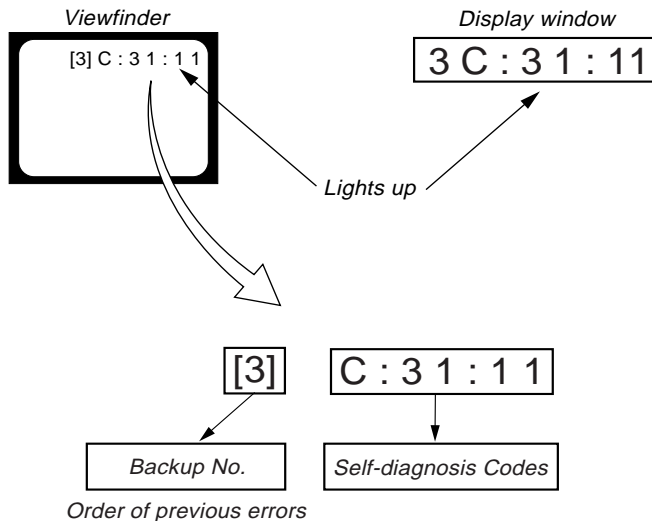 Viewfinder
Display window
[3] C : 3 1 : 1 1
3 C : 3 1 : 11
Lights up
[3]
C : 3 1 : 1 1
Backup No.
Self-diagnosis Codes
Order of previous errors